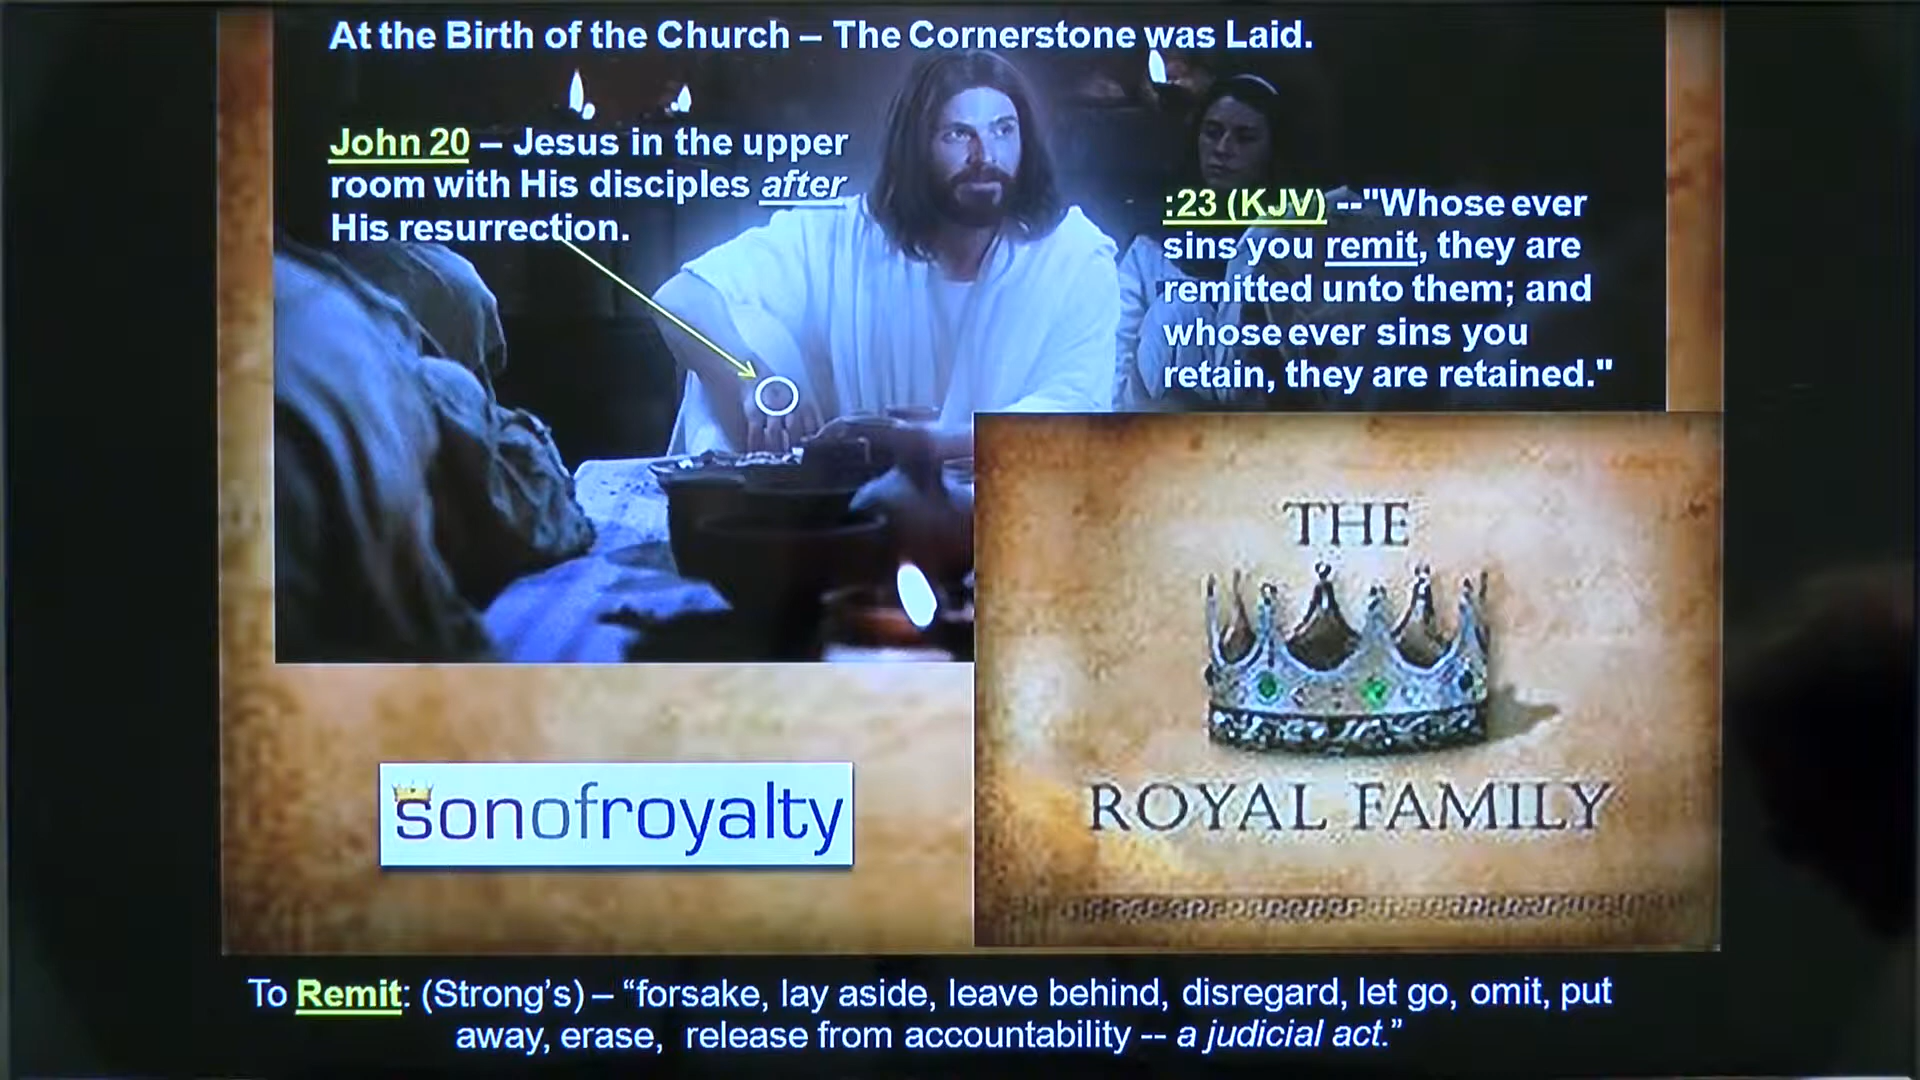 At the Birth of the Church – The Cornerstone was Laid.
John 20 – Jesus in the upper
room with His disciples after
His resurrection.
:23 (KJV) --"Whose ever
sins you remit, they are
remitted unto them; and
whose ever sins you
retain, they are retained."
THE
ROYAL FAMILY
sonofroyalty
To Remit: (Strong's) – “forsake, lay aside, leave behind, disregard, let go, omit, put
away, erase, release from accountability -- a judicial act.”